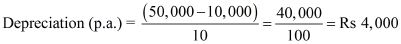 Depreciation (p.a.) = (50,000 −10,000) / 10 = 40,000 / 100 = Rs 4,000